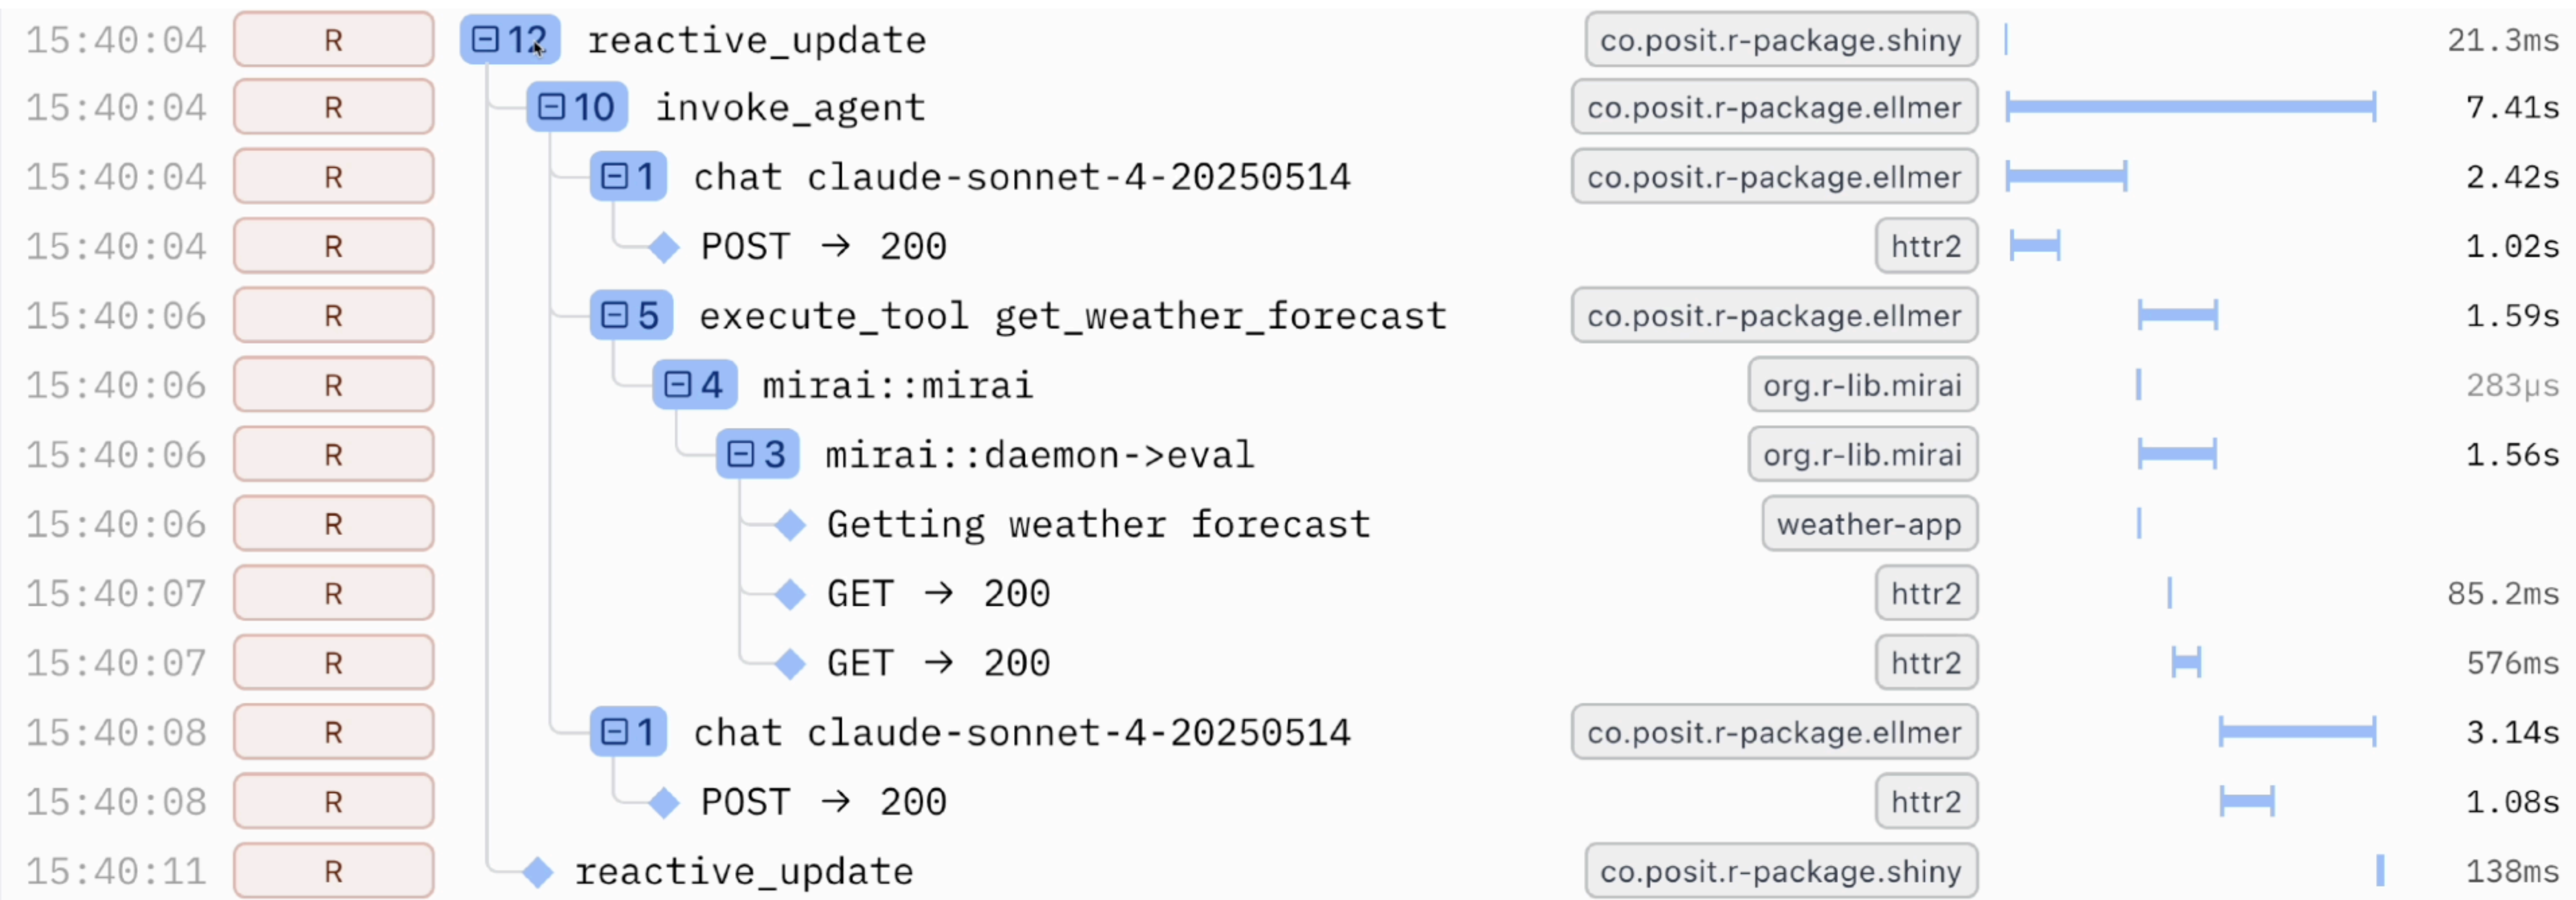 15:40:04 R 12 reactive_update co.posit.r-package.shiny 21.3ms
15:40:04 R 10 invoke_agent co.posit.r-package.ellmer 7.41s
15:40:04 R 1 chat claude-sonnet-4-20250514 co.posit.r-package.ellmer 2.42s
15:40:04 R POST → 200 httr2 1.02s
15:40:06 R 5 execute_tool get_weather_forecast co.posit.r-package.ellmer 1.59s
15:40:06 R 4 mirai::mirai org.r-lib.mirai 283µs
15:40:06 R 3 mirai::daemon->eval org.r-lib.mirai 1.56s
15:40:06 R Getting weather forecast weather-app
15:40:07 R GET → 200 httr2 85.2ms
15:40:07 R GET → 200 httr2 576ms
15:40:08 R 1 chat claude-sonnet-4-20250514 co.posit.r-package.ellmer 3.14s
15:40:08 R POST → 200 httr2 1.08s
15:40:11 R reactive_update co.posit.r-package.shiny 138ms